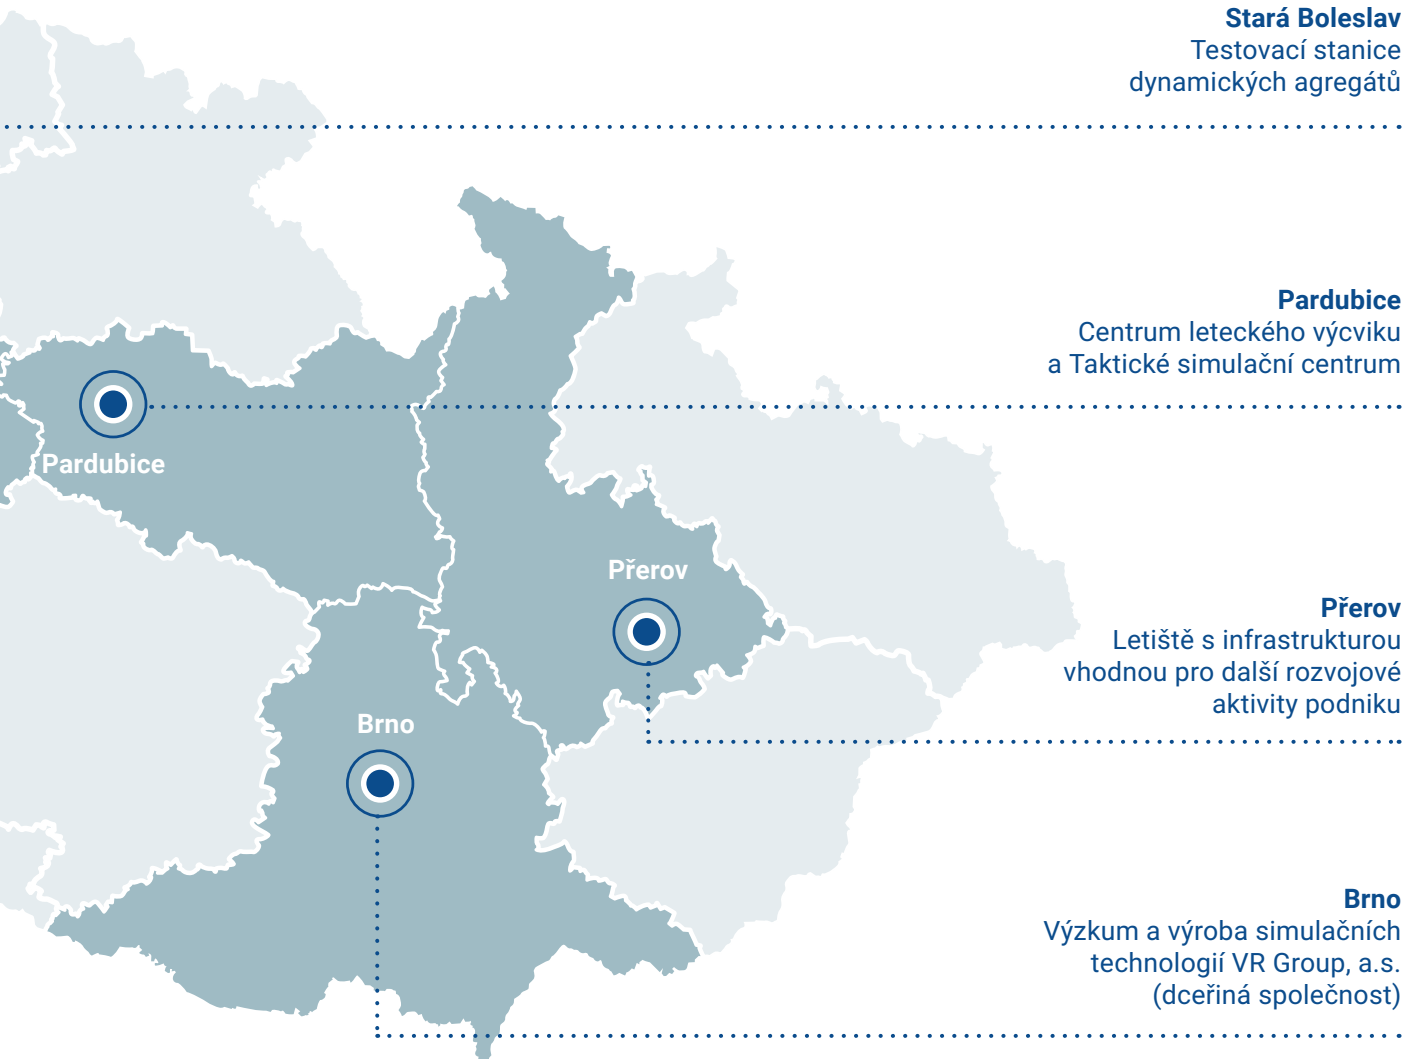 Stará Boleslav
Testovací stanice
dynamických agregátů
Pardubice
Centrum leteckého výcviku
a Taktické simulační centrum
Pardubice
Přerov
Přerov
Letiště s infrastrukturou
vhodnou pro další rozvojové
aktivity podniku
Brno
Brno
Výzkum a výroba simulačních
technologií VR Group, a.s.
(dceřiná společnost)